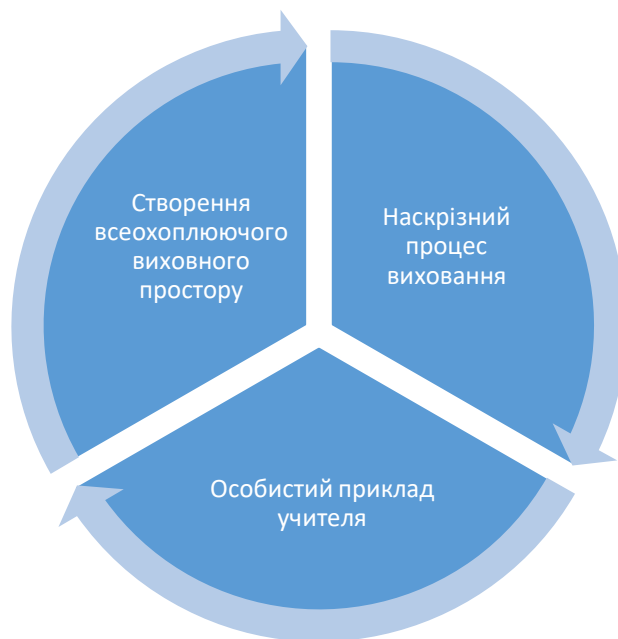 Створення
всеохоплюючого
виховного
простору
Наскрізний
процес
виховання
Особистий приклад
учителя